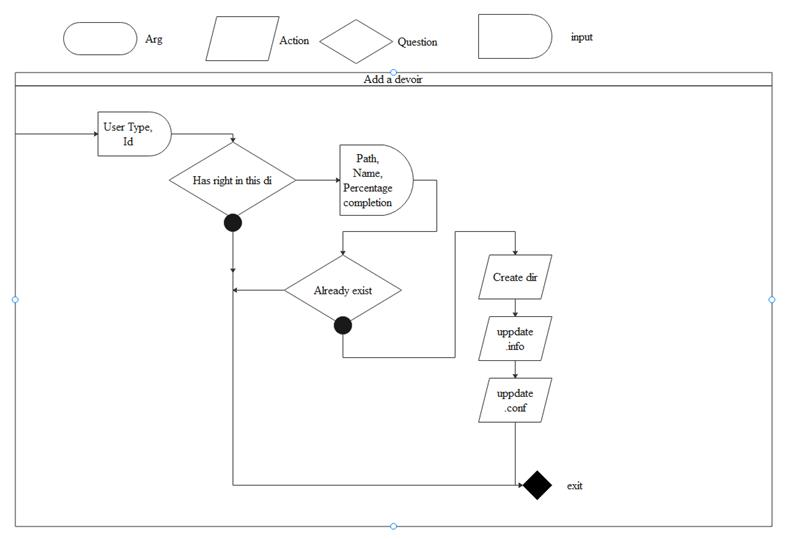 Arg
Action
Question
input
Add a devoir
User Type,
Id
Has right in this di
Path,
Name,
Percentage
completion
Already exist
Create dir
uppdate
.info
uppdate
.conf
exit